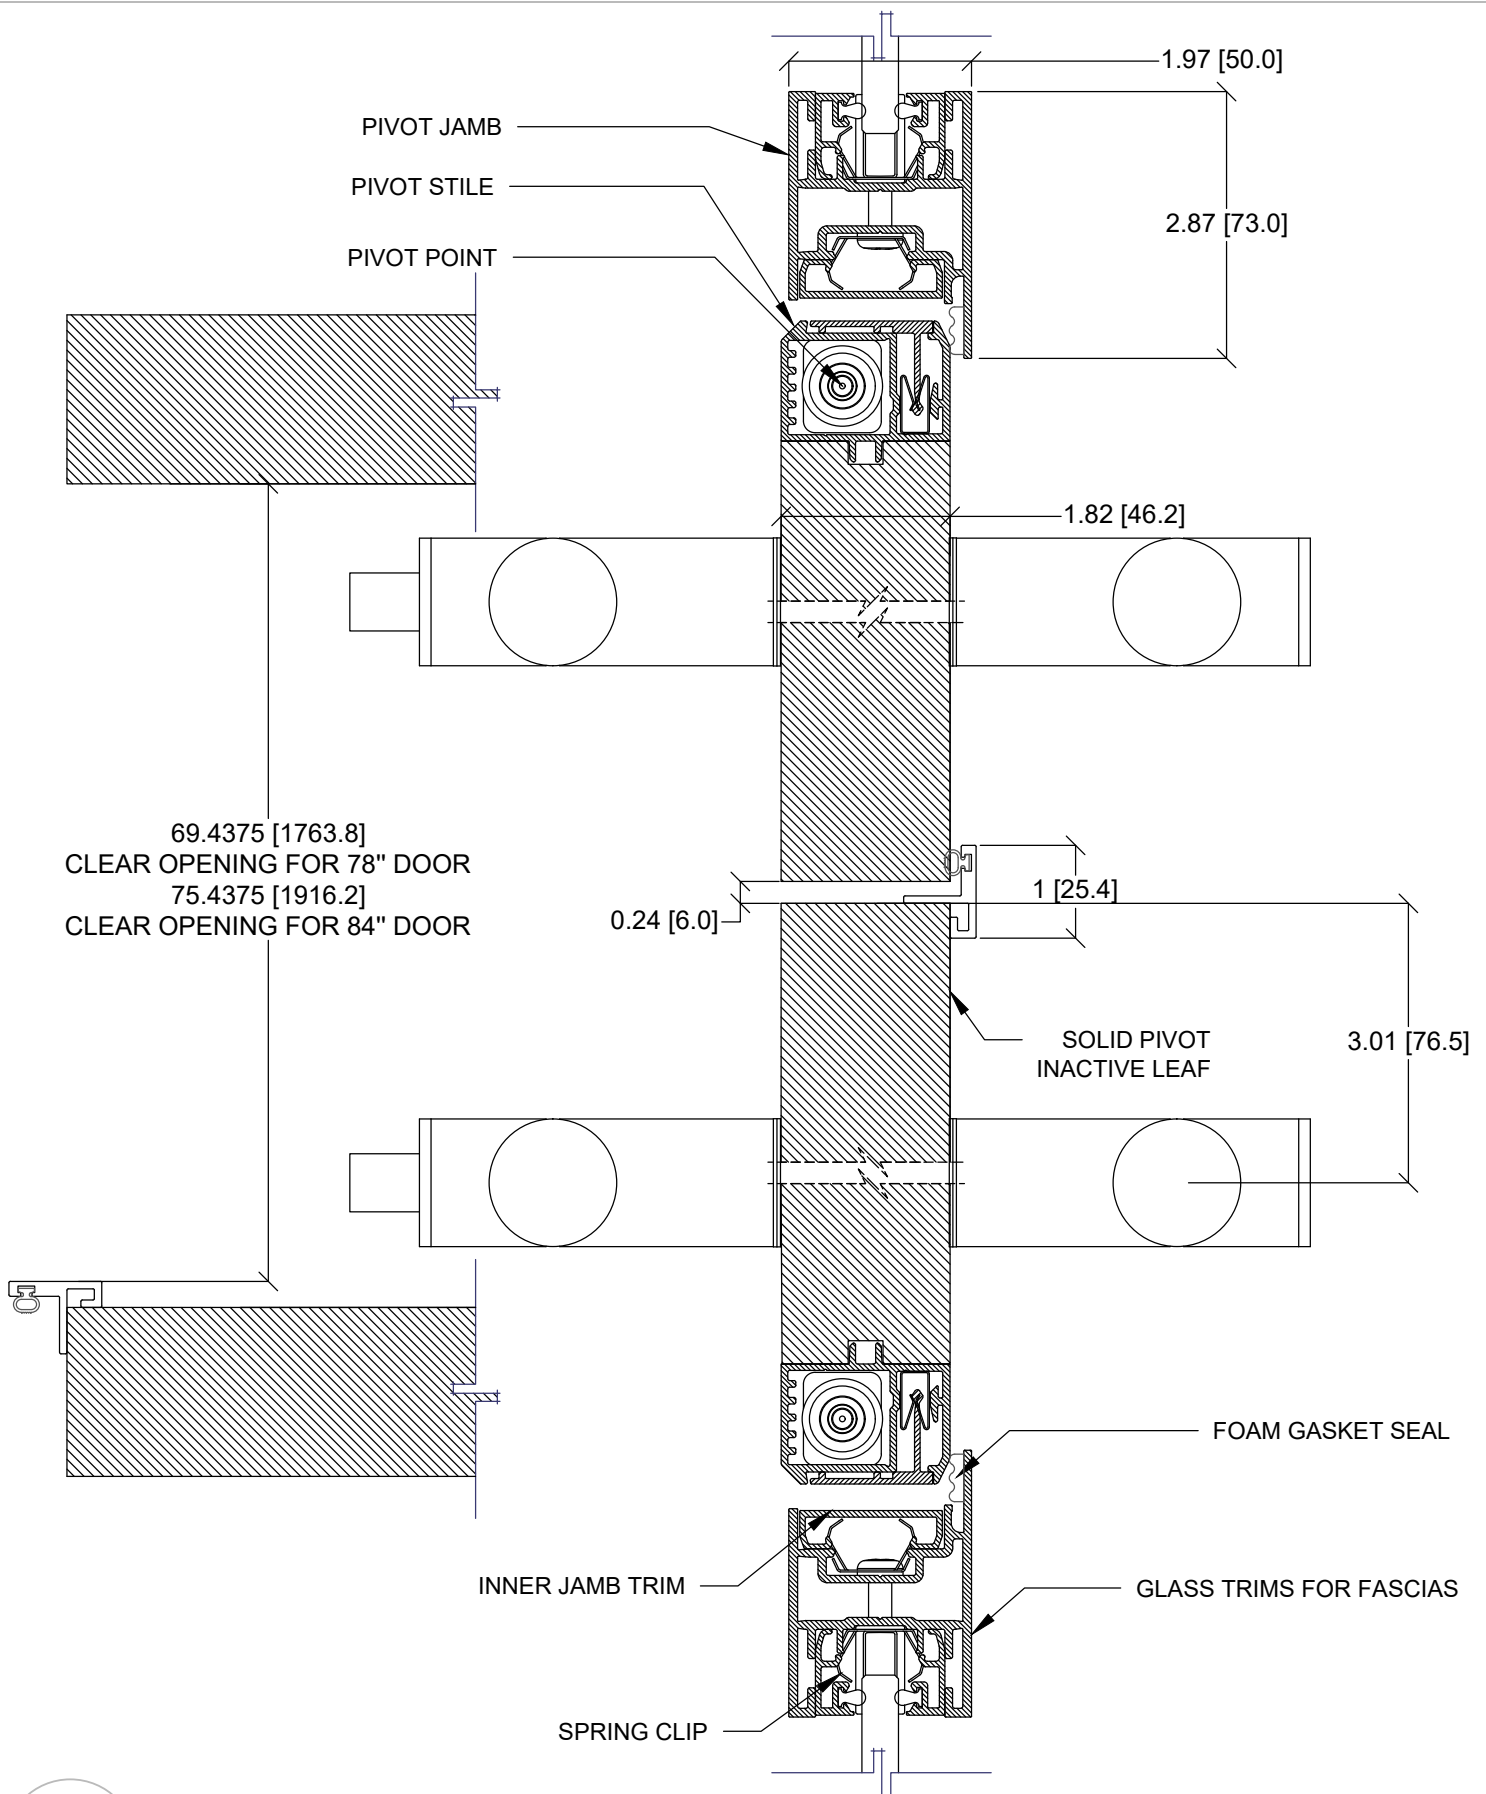 1.97 [50.0]
PIVOT JAMB
PIVOT STILE
2.87 [73.0]
PIVOT POINT
1.82 [46.2]
69.4375 [1763.8]
CLEAR OPENING FOR 78" DOOR
75.4375 [1916.2]
CLEAR OPENING FOR 84" DOOR
0.24 [6.0]
1 [25.4]
SOLID PIVOT
INACTIVE LEAF
3.01 [76.5]
FOAM GASKET SEAL
INNER JAMB TRIM
GLASS TRIMS FOR FASCIAS
SPRING CLIP